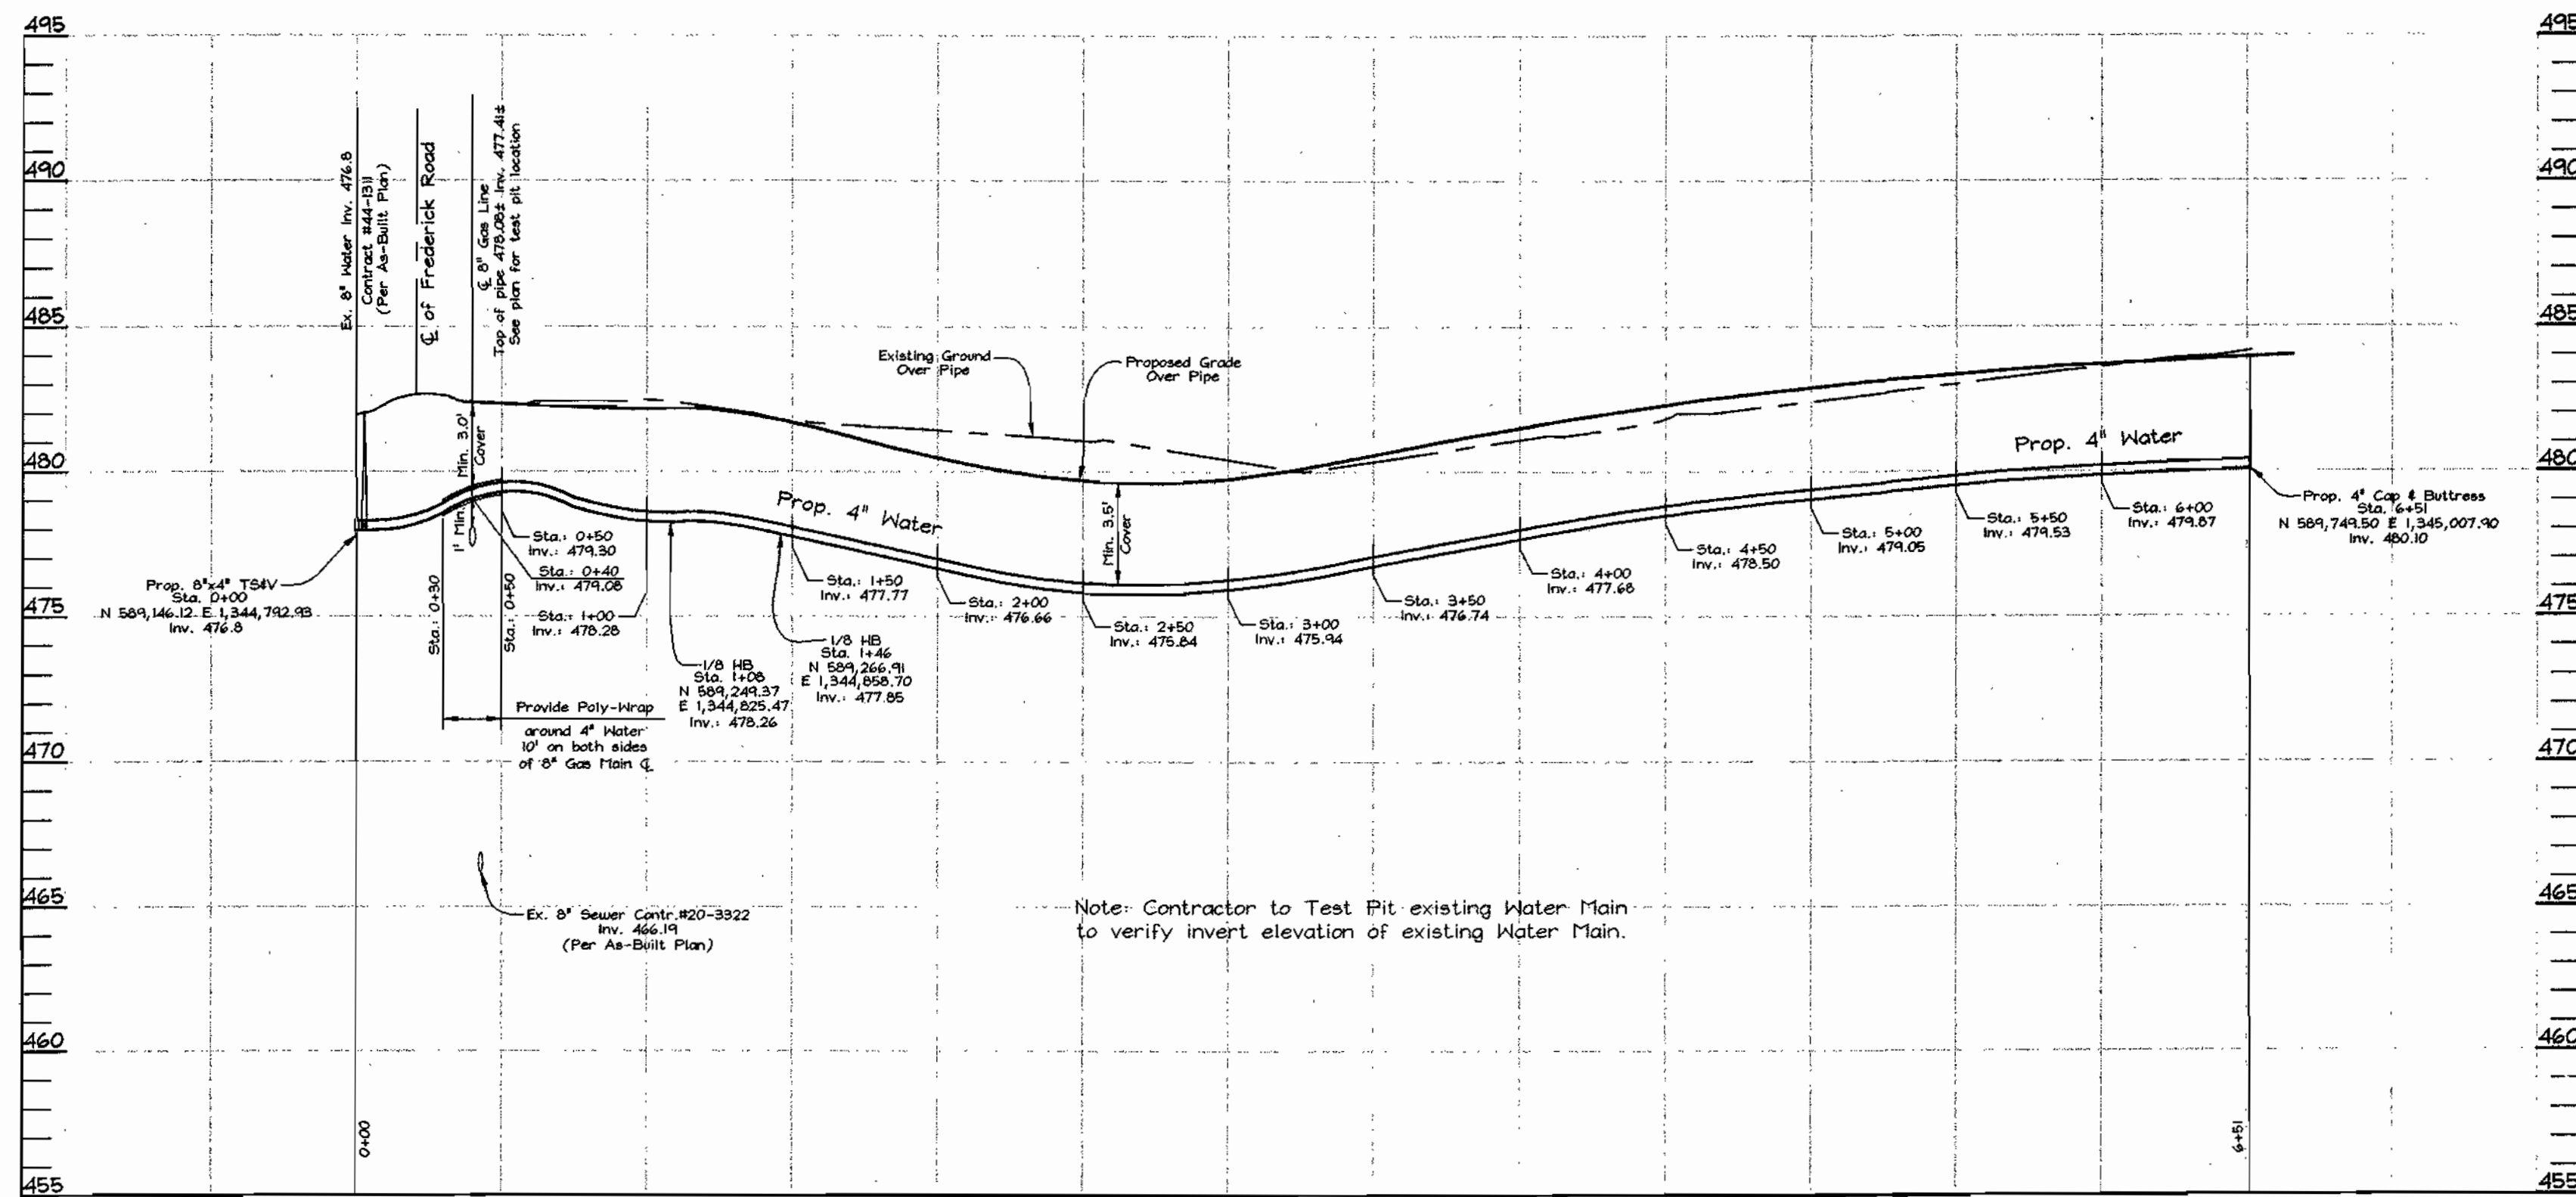 495
490
485
480
475
470
465
460
455
495
490
485
480
475
470
465
460
455
Ex. 8" Water Inv. 476.8
Contract #44-1311
(Per As-Built Plan)
℄ of Frederick Road
℄ 8" Gas Line
Top of pipe 478.08± Inv. 477.41±
See plan for test pit location
Existing Ground
Over Pipe
Proposed Grade
Over Pipe
Min. 3.0'
Cover
1' Min.
Prop. 4" Water
Min. 3.5'
Cover
Prop. 4" Water
Prop. 8"x4" TS&V
Sta. 0+00
N 589,146.12 E 1,344,792.93
Inv. 476.8
Sta.: 0+30
Sta.: 0+50
Sta.: 0+50
Inv.: 479.30
Sta.: 0+40
Inv.: 479.08
Sta.: 1+00
Inv.: 478.28
1/8 HB
Sta. 1+08
N 589,249.37
E 1,344,825.47
Inv.: 478.26
1/8 HB
Sta. 1+46
N 589,266.91
E 1,344,858.70
Inv.: 477.85
Sta.: 1+50
Inv.: 477.77
Sta.: 2+00
Inv.: 476.66
Sta.: 2+50
Inv.: 475.84
Sta.: 3+00
Inv.: 475.94
Sta.: 3+50
Inv.: 476.74
Sta.: 4+00
Inv.: 477.68
Sta.: 4+50
Inv.: 478.50
Sta.: 5+00
Inv.: 479.05
Sta.: 5+50
Inv.: 479.53
Sta.: 6+00
Inv.: 479.87
Prop. 4" Cap & Buttress
Sta. 6+51
N 589,749.50 E 1,345,007.90
Inv. 480.10
Provide Poly-Wrap
around 4" Water
10' on both sides
of 8" Gas Main ℄
Ex. 8" Sewer Contr.#20-3322
Inv. 466.19
(Per As-Built Plan)
Note: Contractor to Test Pit existing Water Main
to verify invert elevation of existing Water Main.
0+00
6+51